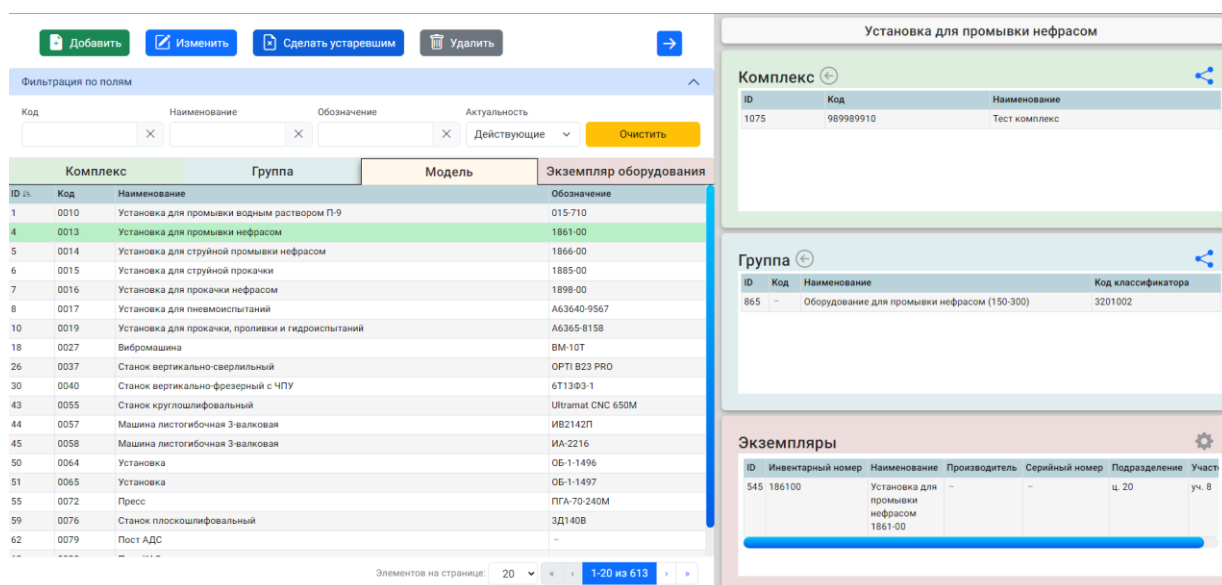 Добавить Изменить Сделать устаревшим Удалить
Фильтрация по полям
Код Наименование Обозначение Актуальность
Действующие Очистить
Комплекс Группа Модель Экземпляр оборудования
ID Код Наименование Обозначение
1 0010 Установка для промывки водным раствором П-9 015-710
4 0013 Установка для промывки нефрасом 1861-00
5 0014 Установка для струйной промывки нефрасом 1866-00
6 0015 Установка для струйной прокачки 1885-00
7 0016 Установка для прокачки нефрасом 1898-00
8 0017 Установка для пневмоиспытаний А63640-9567
10 0019 Установка для прокачки, проливки и гидроиспытаний А6365-8158
18 0027 Вибромашина ВМ-10Т
26 0037 Станок вертикально-сверлильный OPTI B23 PRO
30 0040 Станок вертикально-фрезерный с ЧПУ 6Т13Ф3-1
43 0055 Станок круглошлифовальный Ultramat CNC 650M
44 0057 Машина листогибочная 3-валковая ИВ2142П
45 0058 Машина листогибочная 3-валковая ИА-2216
50 0064 Установка ОБ-1-1496
51 0065 Установка ОБ-1-1497
55 0072 Пресс ПГА-70-240М
59 0076 Станок плоскошлифовальный 3Д140В
62 0079 Пост АДС –
Элементов на странице: 20 « ‹ 1-20 из 613 › »
Установка для промывки нефрасом
Комплекс
ID Код Наименование
1075 989989910 Тест комплекс
Группа
ID Код Наименование Код классификатора
865 – Оборудование для промывки нефрасом (150-300) 3201002
Экземпляры
ID Инвентарный номер Наименование Производитель Серийный номер Подразделение Участ
545 186100 Установка для – – ц. 20 уч. 8
промывки
нефрасом
1861-00